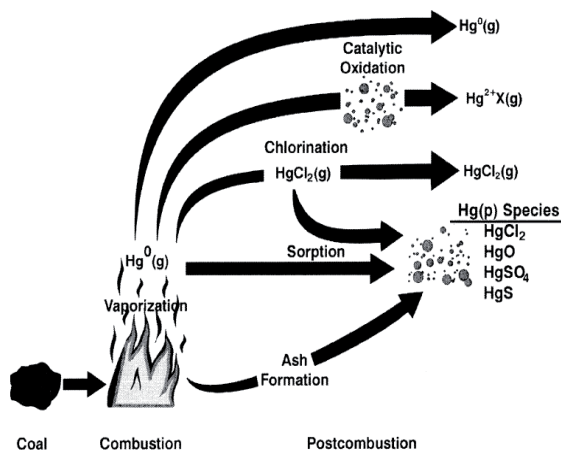 Hg⁰(g)
Catalytic
Oxidation
Hg²⁺X(g)
Chlorination
HgCl₂(g)
HgCl₂(g)
Hg(p) Species
HgCl₂
HgO
HgSO₄
HgS
Hg⁰(g)
Sorption
Vaporization
Ash
Formation
Coal
Combustion
Postcombustion